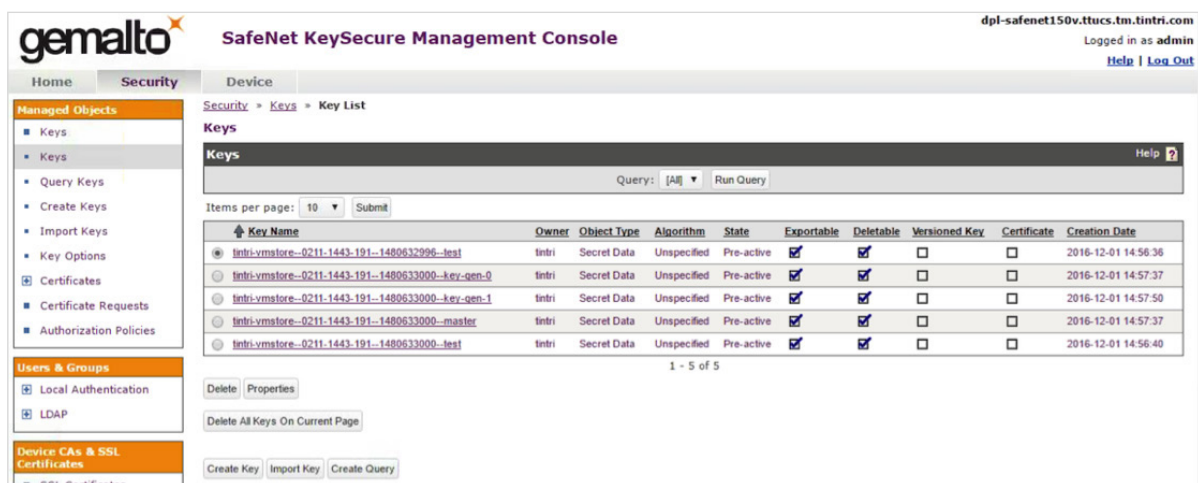 gemalto
SafeNet KeySecure Management Console
dpl-safenet150v.ttucs.tm.tintri.com
Logged in as admin
Help | Log Out
Home Security Device
Managed Objects
Keys
Keys
Query Keys
Create Keys
Import Keys
Key Options
Certificates
Certificate Requests
Authorization Policies
Users & Groups
Local Authentication
LDAP
Device CAs & SSL
Certificates
SSL Certificates
Security » Keys » Key List
Keys
Keys Help ?
Query: [All] Run Query
Items per page: 10 Submit
Key Name Owner Object Type Algorithm State Exportable Deletable Versioned Key Certificate Creation Date
tintri-vmstore--0211-1443-191--1480632996--test tintri Secret Data Unspecified Pre-active 2016-12-01 14:56:36
tintri-vmstore--0211-1443-191--1480633000--key-gen-0 tintri Secret Data Unspecified Pre-active 2016-12-01 14:57:37
tintri-vmstore--0211-1443-191--1480633000--key-gen-1 tintri Secret Data Unspecified Pre-active 2016-12-01 14:57:50
tintri-vmstore--0211-1443-191--1480633000--master tintri Secret Data Unspecified Pre-active 2016-12-01 14:57:37
tintri-vmstore--0211-1443-191--1480633000--test tintri Secret Data Unspecified Pre-active 2016-12-01 14:56:40
1 - 5 of 5
Delete Properties
Delete All Keys On Current Page
Create Key Import Key Create Query